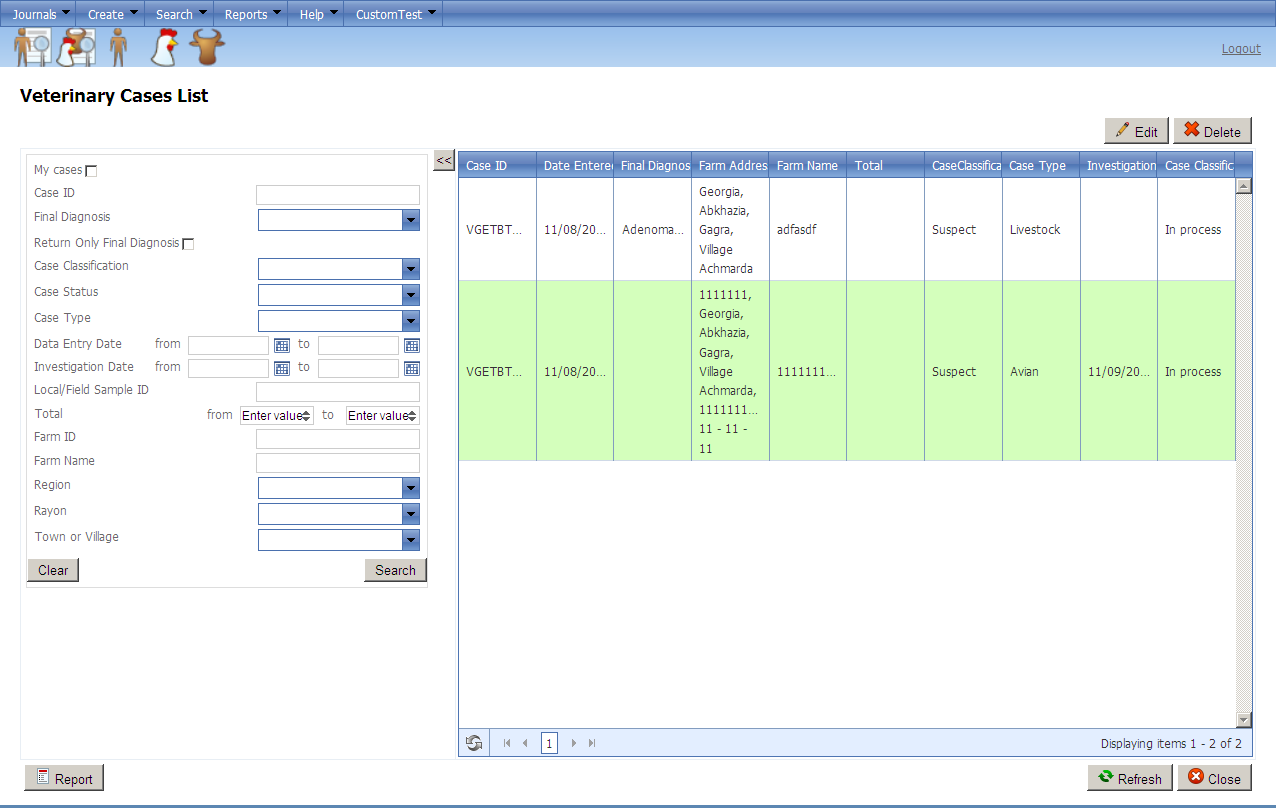 Journals Create Search Reports Help CustomTest
Logout
Veterinary Cases List
Edit Delete
<<
My cases
Case ID
Final Diagnosis
Return Only Final Diagnosis
Case Classification
Case Status
Case Type
Data Entry Date from to
Investigation Date from to
Local/Field Sample ID
Total from Enter value to Enter value
Farm ID
Farm Name
Region
Rayon
Town or Village
Clear Search
Case ID Date Entered Final Diagnos Farm Addres Farm Name Total CaseClassifica Case Type Investigation Case Classific
Georgia,
Abkhazia,
Gagra,
VGETBT... 11/08/20... Adenoma... Village adfasdf Suspect Livestock In process
Achmarda
1111111,
Georgia,
Abkhazia,
Gagra,
VGETBT... 11/08/20... Village 1111111... Suspect Avian 11/09/20... In process
Achmarda,
1111111...
11 - 11 -
11
1 Displaying items 1 - 2 of 2
Report Refresh Close